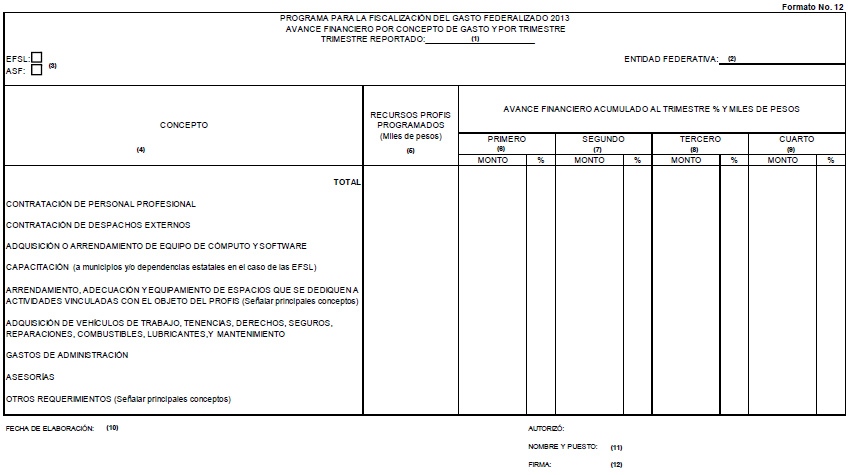 Formato No. 12
PROGRAMA PARA LA FISCALIZACIÓN DEL GASTO FEDERALIZADO 2013
AVANCE FINANCIERO POR CONCEPTO DE GASTO Y POR TRIMESTRE
TRIMESTRE REPORTADO: (1)
EFSL:
ASF: (3)
ENTIDAD FEDERATIVA: (2)
CONCEPTO
(4)
RECURSOS PROFIS
PROGRAMADOS
(Miles de pesos)
(5)
AVANCE FINANCIERO ACUMULADO AL TRIMESTRE % Y MILES DE PESOS
PRIMERO SEGUNDO TERCERO CUARTO
(6) (7) (8) (9)
MONTO % MONTO % MONTO % MONTO %
TOTAL
CONTRATACIÓN DE PERSONAL PROFESIONAL
CONTRATACIÓN DE DESPACHOS EXTERNOS
ADQUISICIÓN O ARRENDAMIENTO DE EQUIPO DE CÓMPUTO Y SOFTWARE
CAPACITACIÓN (a municipios y/o dependencias estatales en el caso de las EFSL)
ARRENDAMIENTO, ADECUACIÓN Y EQUIPAMIENTO DE ESPACIOS QUE SE DEDIQUEN A
ACTIVIDADES VINCULADAS CON EL OBJETO DEL PROFIS (Señalar principales conceptos)
ADQUISICIÓN DE VEHÍCULOS DE TRABAJO, TENENCIAS, DERECHOS, SEGUROS,
REPARACIONES, COMBUSTIBLES, LUBRICANTES,Y MANTENIMIENTO
GASTOS DE ADMINISTRACIÓN
ASESORÍAS
OTROS REQUERIMIENTOS (Señalar principales conceptos)
FECHA DE ELABORACIÓN: (10)
AUTORIZÓ:
NOMBRE Y PUESTO: (11)
FIRMA: (12)